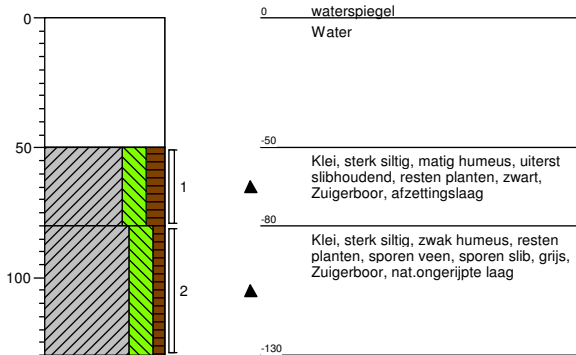 0
0
waterspiegel
Water
50
-50
1
Klei, sterk siltig, matig humeus, uiterst
slibhoudend, resten planten, zwart,
Zuigerboor, afzettingslaag
-80
2
Klei, sterk siltig, zwak humeus, resten
planten, sporen veen, sporen slib, grijs,
Zuigerboor, nat.ongerijpte laag
100
-130